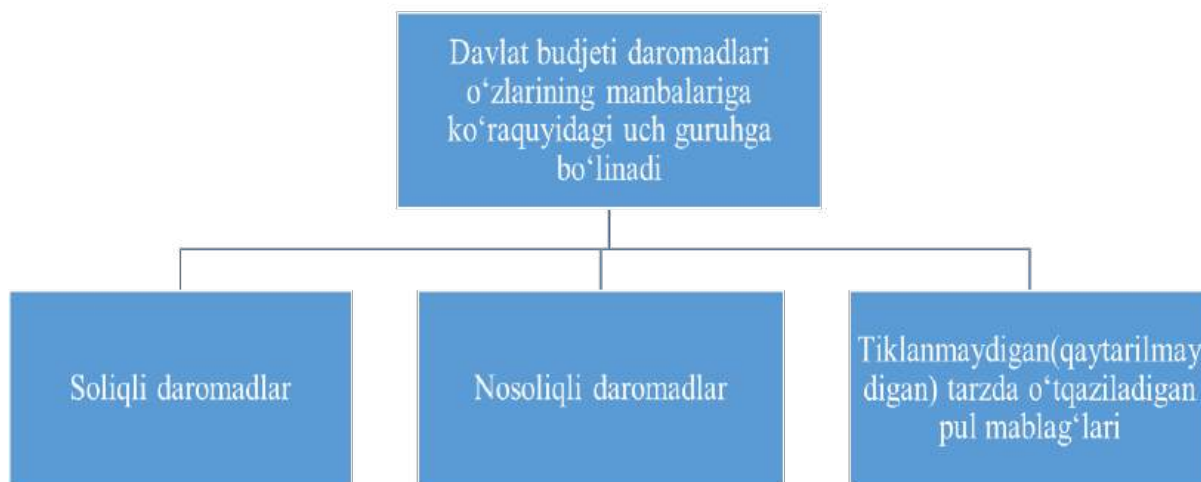 Davlat budjeti daromadlari
o‘zlarining manbalariga
ko‘raquyidagi uch guruhga
bo‘linadi
Soliqli daromadlar
Nosoliqli daromadlar
Tiklanmaydigan(qaytarilmay
digan) tarzda o‘tqaziladigan
pul mablag‘lari